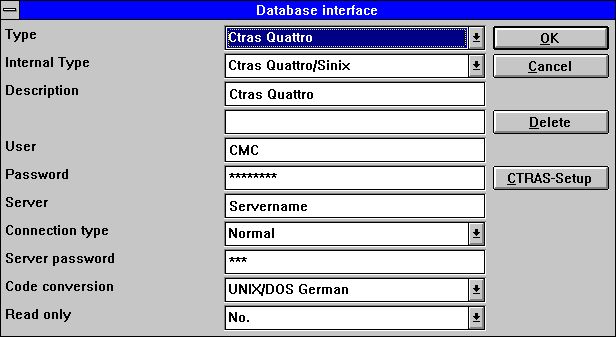 Database interface
Type Ctras Quattro OK
Internal Type Ctras Quattro/Sinix Cancel
Description Ctras Quattro
Delete
User CMC
Password ******** CTRAS-Setup
Server Servername
Connection type Normal
Server password ***
Code conversion UNIX/DOS German
Read only No.